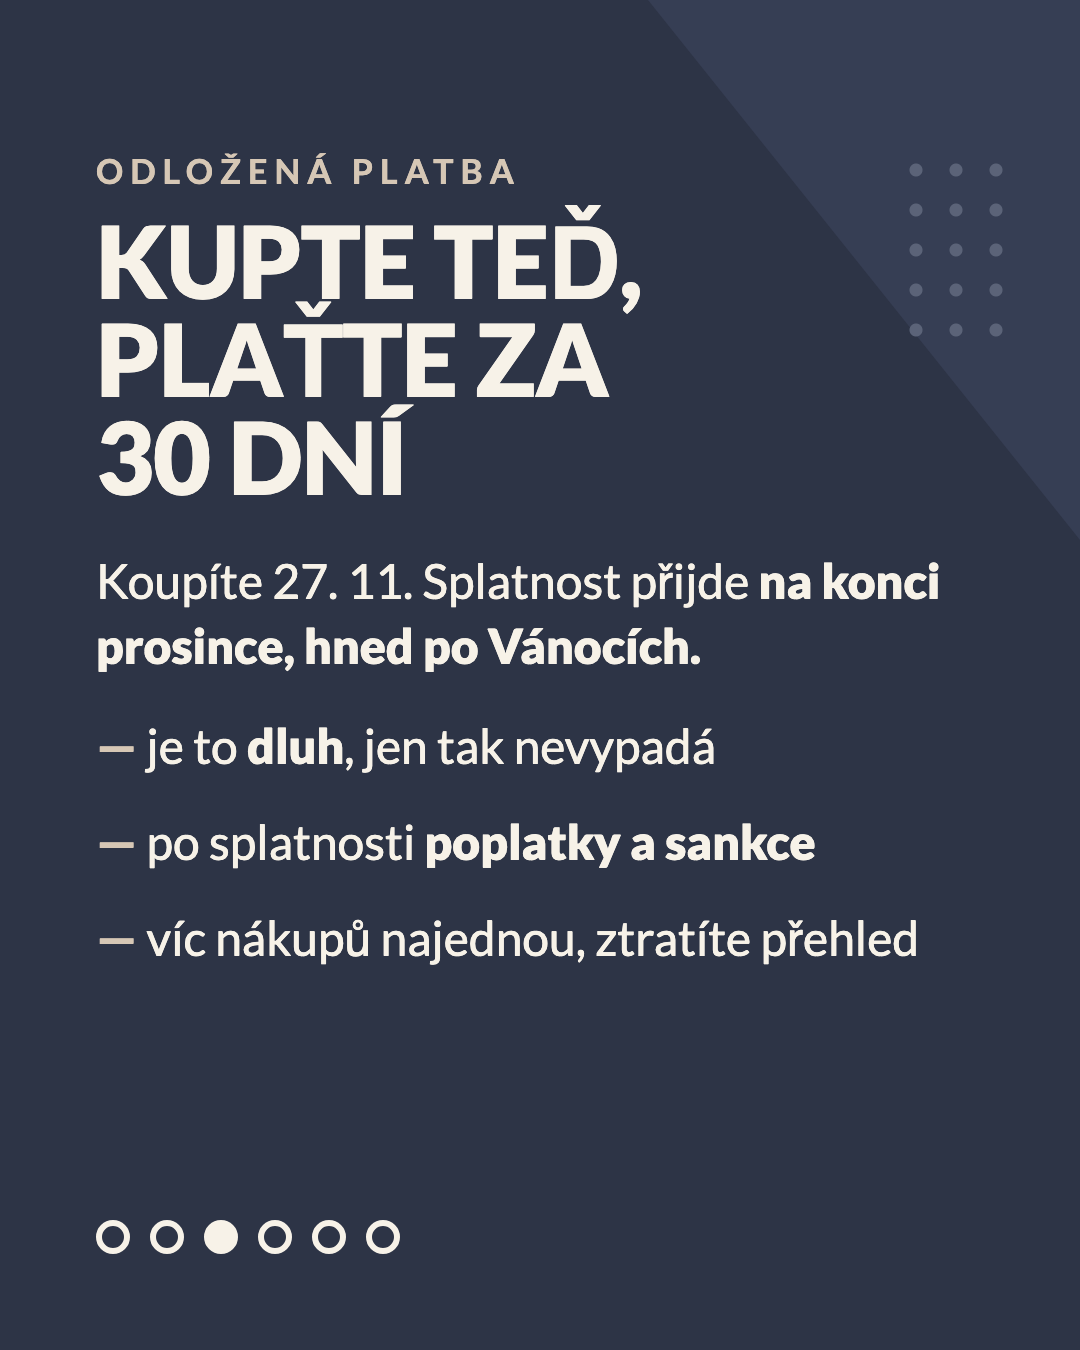 ODLOŽENÁ PLATBA
KUPTE TEĎ,
PLAŤTE ZA
30 DNÍ
Koupíte 27. 11. Splatnost přijde na konci
prosince, hned po Vánocích.
— je to dluh, jen tak nevypadá
— po splatnosti poplatky a sankce
— víc nákupů najednou, ztratíte přehled